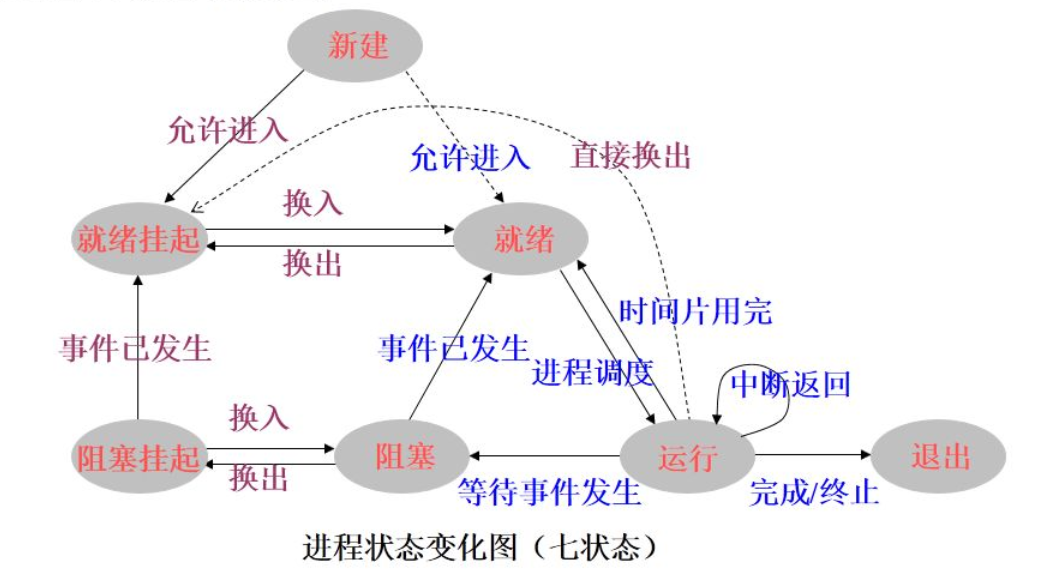 新建
允许进入
允许进入
直接换出
换入
就绪挂起
就绪
换出
时间片用完
事件已发生
事件已发生
进程调度
中断返回
换入
阻塞挂起
阻塞
运行
退出
换出
等待事件发生
完成/终止
进程状态变化图（七状态）